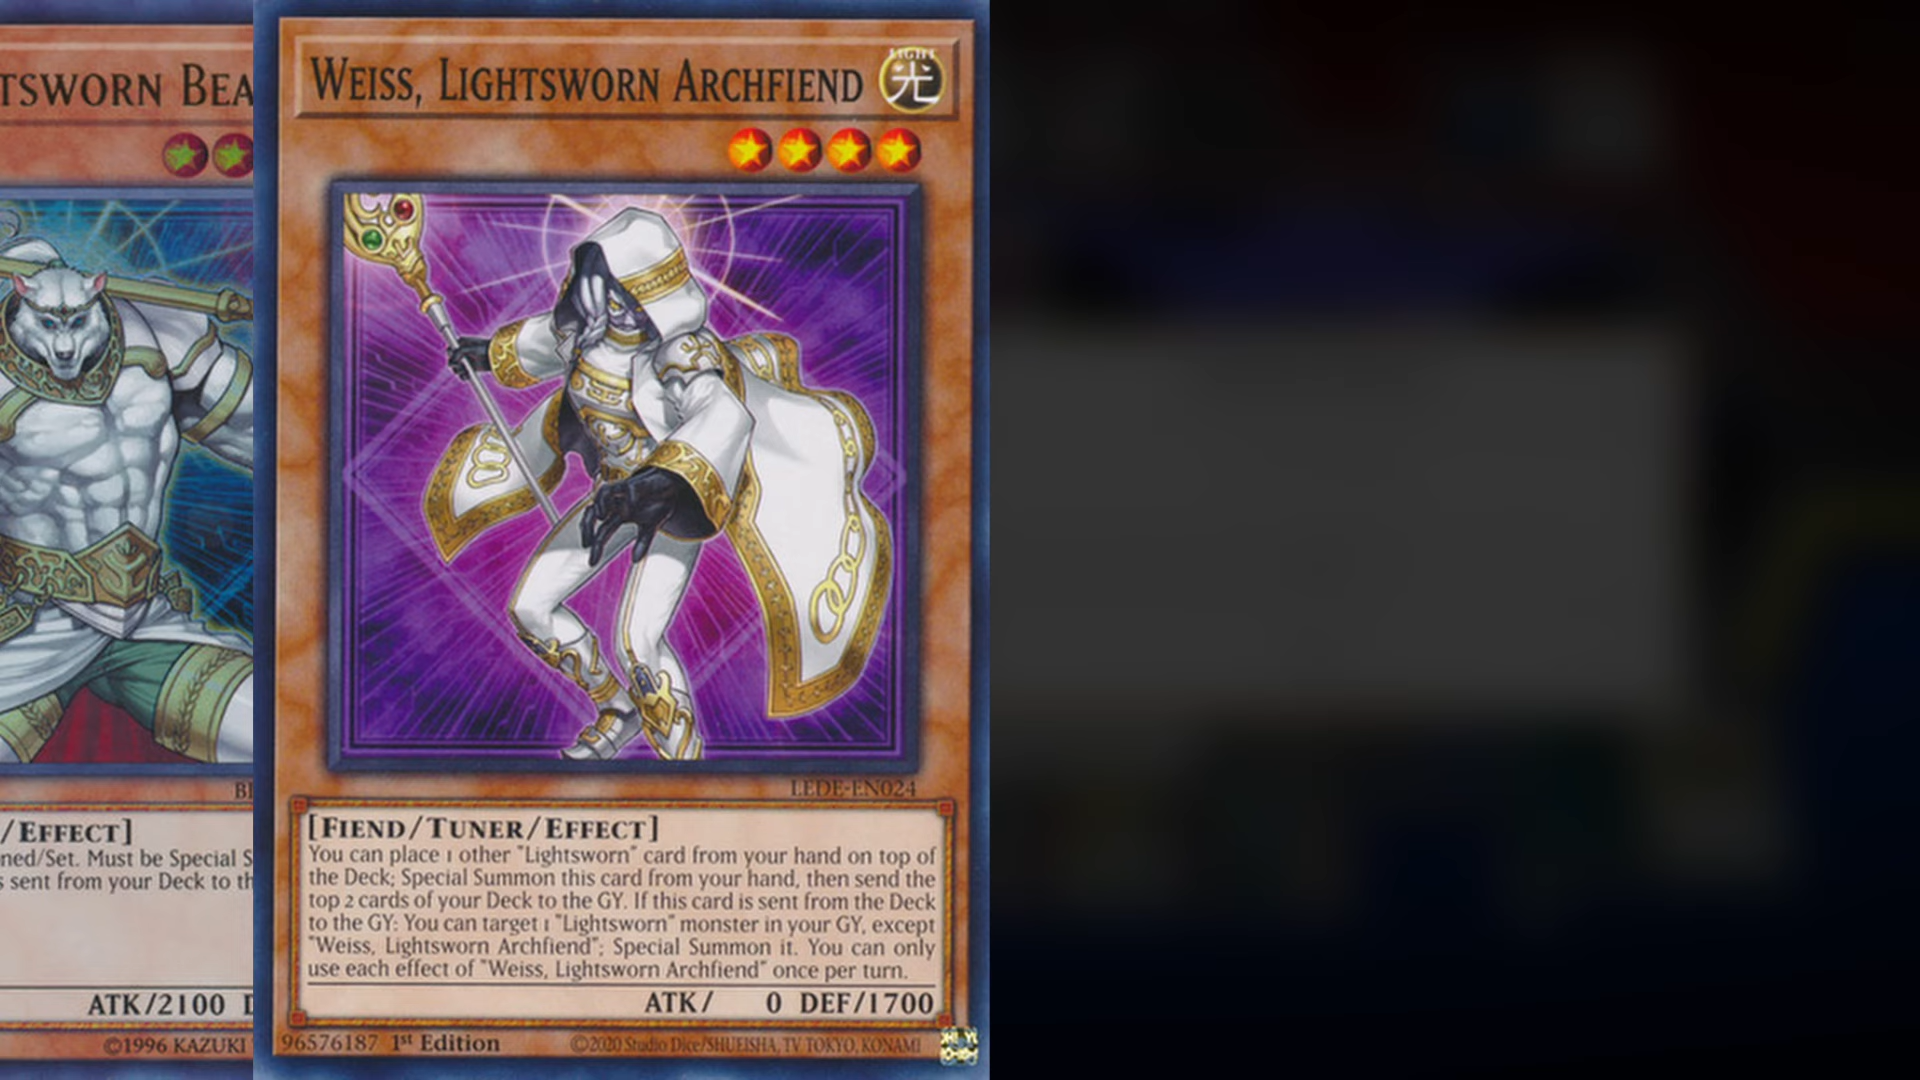 TSWORN BEA
/EFFECT]
ned/Set. Must be Special S
s sent from your Deck to th
ATK/2100 D
©1996 KAZUKI
WEISS, LIGHTSWORN ARCHFIEND
LIGHT
光
LEDE-EN024
[FIEND/TUNER/EFFECT]
You can place 1 other "Lightsworn" card from your hand on top of
the Deck; Special Summon this card from your hand, then send the
top 2 cards of your Deck to the GY. If this card is sent from the Deck
to the GY: You can target 1 "Lightsworn" monster in your GY, except
"Weiss, Lightsworn Archfiend"; Special Summon it. You can only
use each effect of "Weiss, Lightsworn Archfiend" once per turn.
ATK/ 0 DEF/1700
96576187 1st Edition ©2020 Studio Dice/SHUEISHA, TV TOKYO, KONAMI